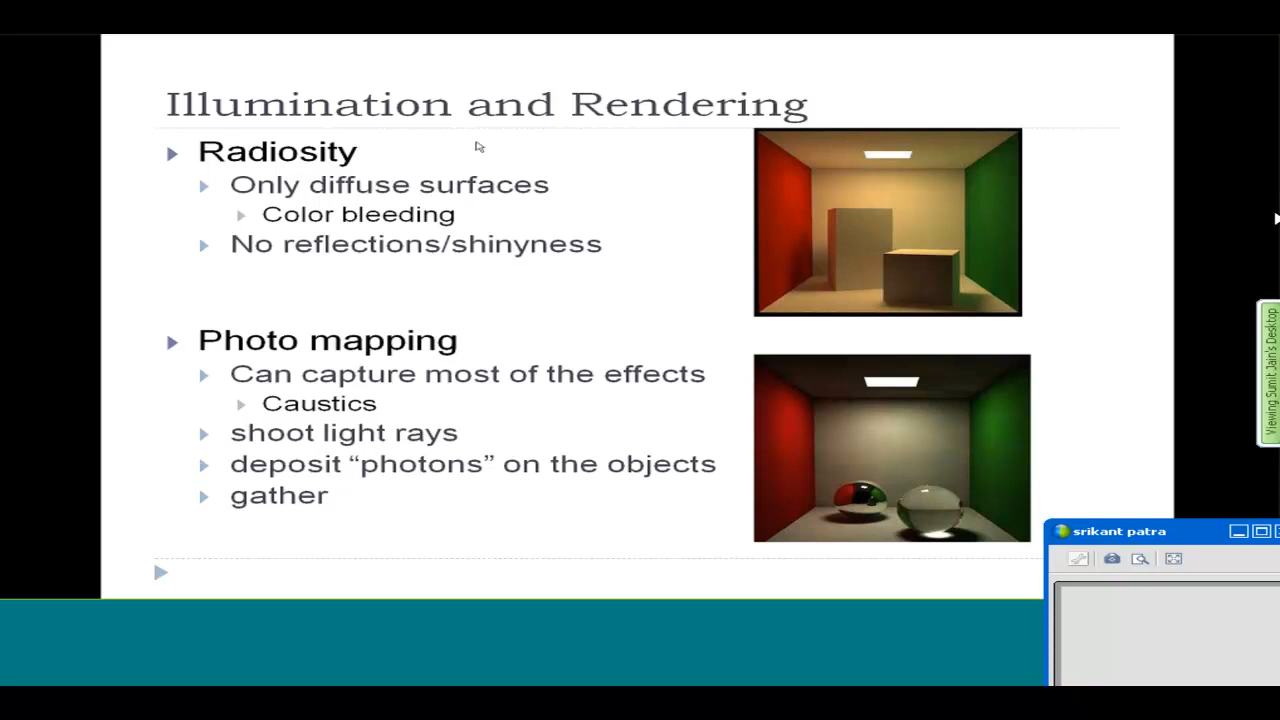 Illumination and Rendering
Radiosity
Only diffuse surfaces
Color bleeding
No reflections/shinyness
Photo mapping
Can capture most of the effects
Caustics
shoot light rays
deposit “photons” on the objects
gather
Viewing Sumit Jain's Desktop
srikant patra